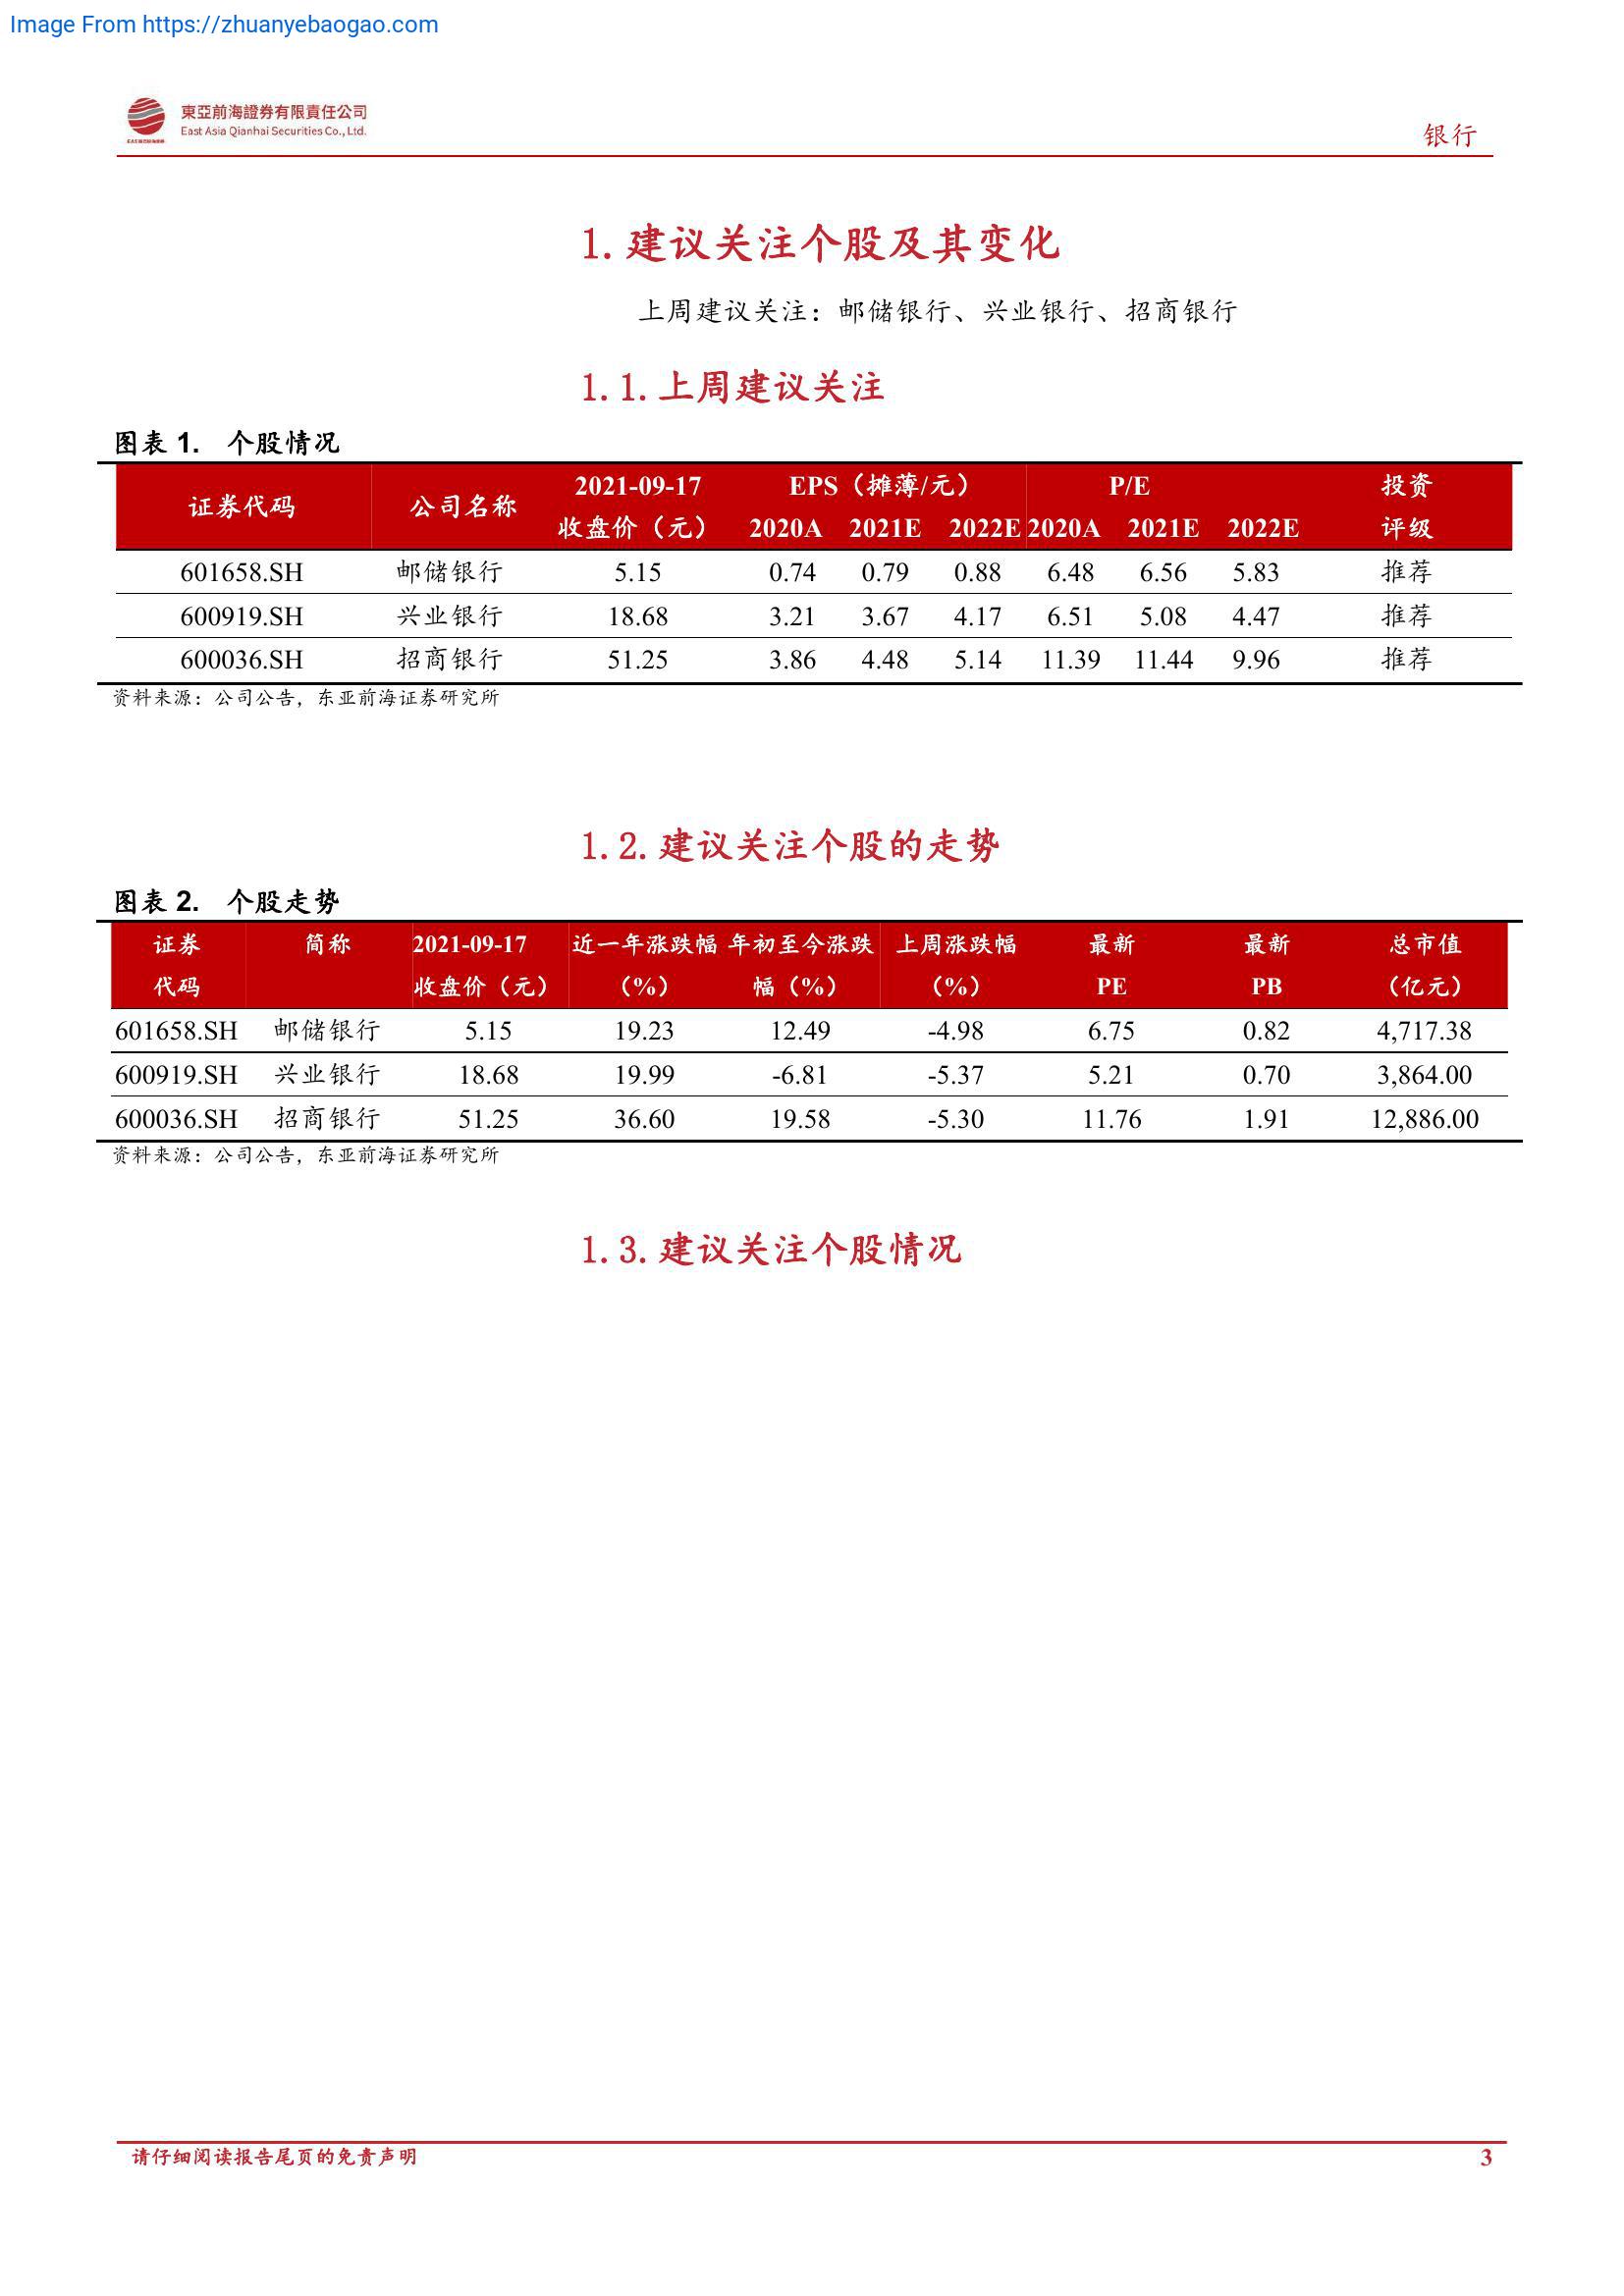 Image From https://zhuanyebaogao.com
東亞前海證券有限責任公司
East Asia Qianhai Securities Co., Ltd.
银行
1.建议关注个股及其变化
上周建议关注：邮储银行、兴业银行、招商银行
1.1.上周建议关注
图表 1. 个股情况
证券代码 公司名称 2021-09-17 收盘价（元） EPS（摊薄/元） P/E 投资评级
2020A 2021E 2022E 2020A 2021E 2022E
601658.SH 邮储银行 5.15 0.74 0.79 0.88 6.48 6.56 5.83 推荐
600919.SH 兴业银行 18.68 3.21 3.67 4.17 6.51 5.08 4.47 推荐
600036.SH 招商银行 51.25 3.86 4.48 5.14 11.39 11.44 9.96 推荐
资料来源：公司公告，东亚前海证券研究所
1.2.建议关注个股的走势
图表 2. 个股走势
证券 简称 2021-09-17 近一年涨跌幅 年初至今涨跌 上周涨跌幅 最新 最新 总市值
代码 收盘价（元） （%） 幅（%） （%） PE PB （亿元）
601658.SH 邮储银行 5.15 19.23 12.49 -4.98 6.75 0.82 4,717.38
600919.SH 兴业银行 18.68 19.99 -6.81 -5.37 5.21 0.70 3,864.00
600036.SH 招商银行 51.25 36.60 19.58 -5.30 11.76 1.91 12,886.00
资料来源：公司公告，东亚前海证券研究所
1.3.建议关注个股情况
请仔细阅读报告尾页的免责声明
3